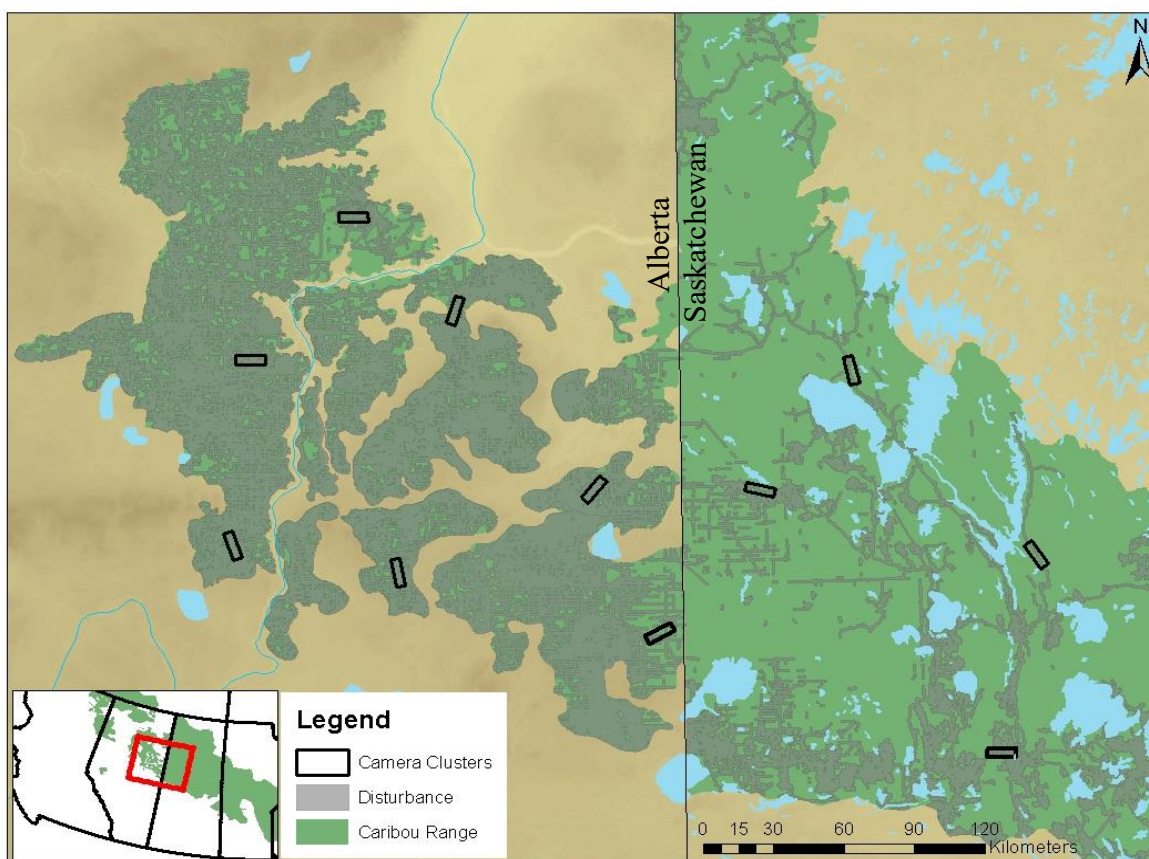 N
Alberta
Saskatchewan
Legend
Camera Clusters
Disturbance
Caribou Range
0 15 30 60 90 120
Kilometers